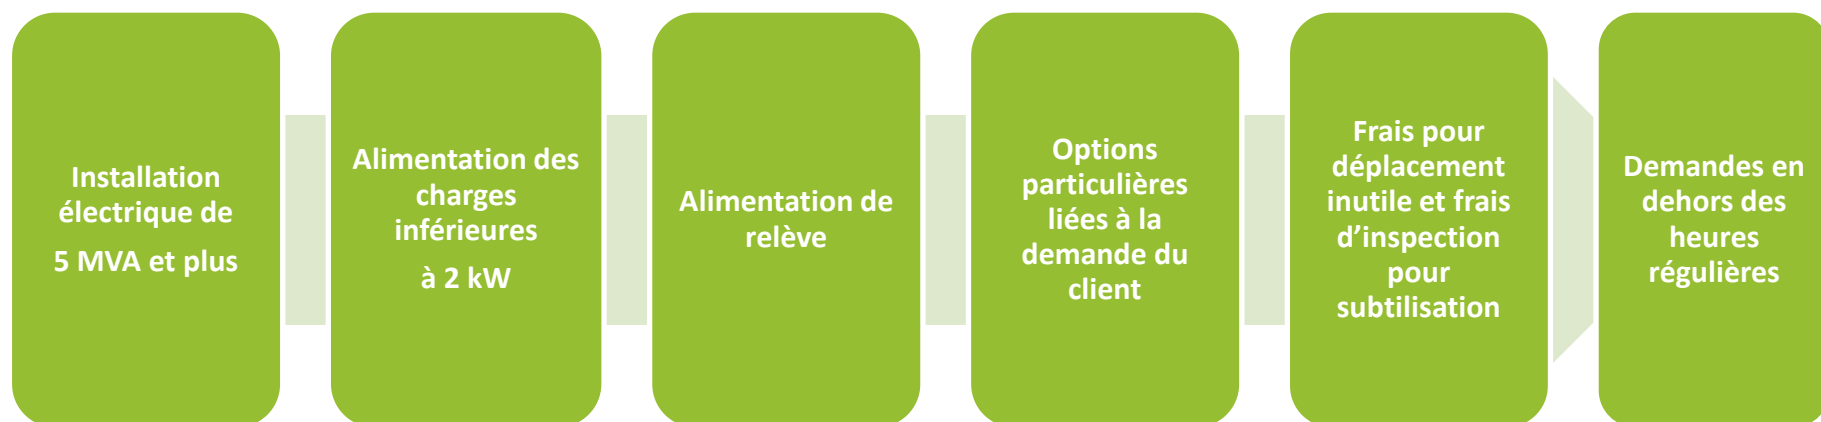 Installation
électrique de
5 MVA et plus
Alimentation des
charges
inférieures
à 2 kW
Alimentation de
relève
Options
particulières
liées à la
demande du
client
Frais pour
déplacement
inutile et frais
d’inspection
pour
subtilisation
Demandes en
dehors des
heures
régulières